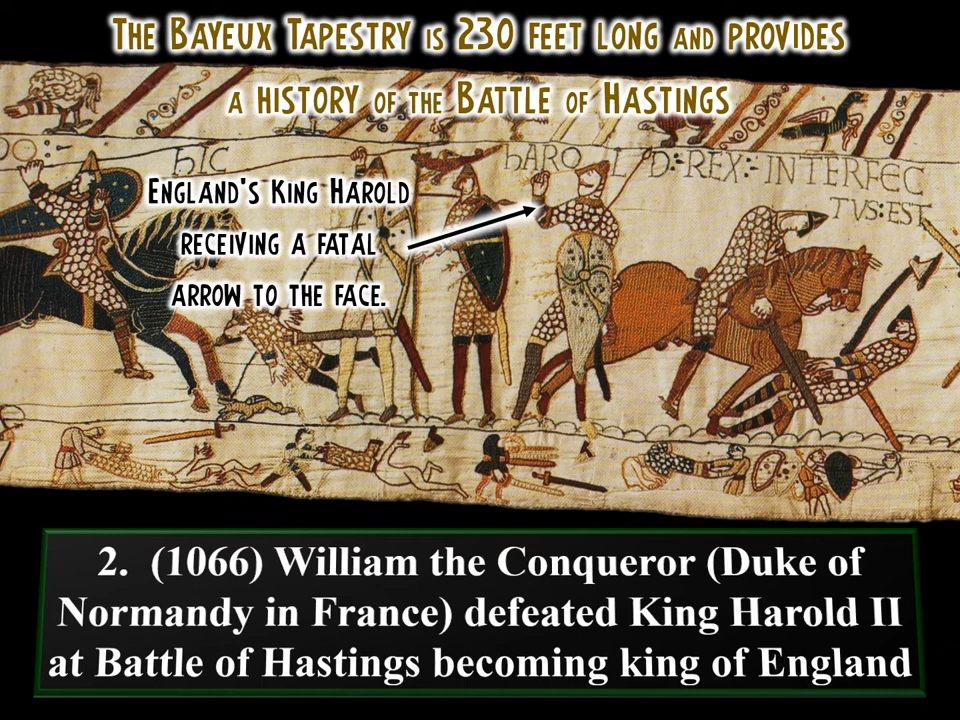 The Bayeux Tapestry is 230 feet long and provides
a history of the Battle of Hastings
hIC
hARO L D:REX:INTERFEC
TVS:EST
England's King Harold
receiving a fatal
arrow to the face.
2. (1066) William the Conqueror (Duke of
Normandy in France) defeated King Harold II
at Battle of Hastings becoming king of England